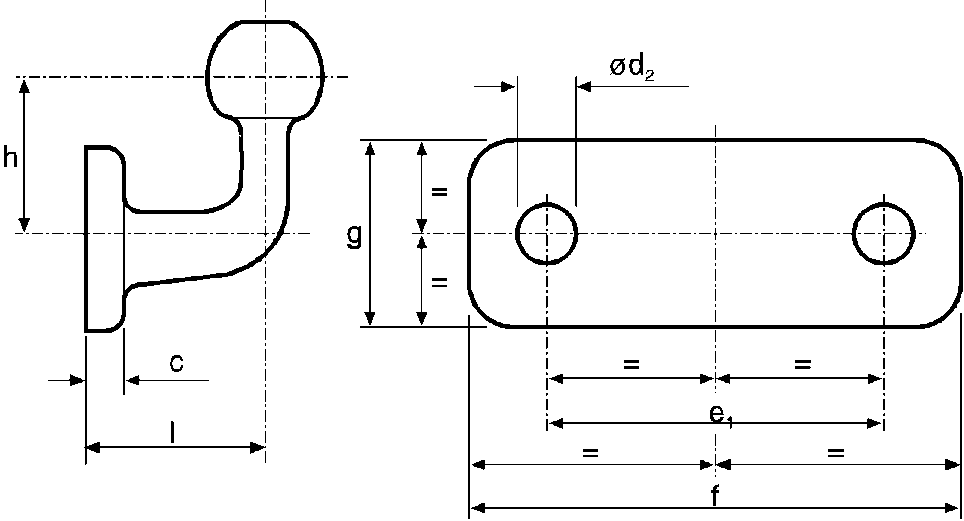 ød₂
h
g
=
=
c
= =
e₁
l
= =
f